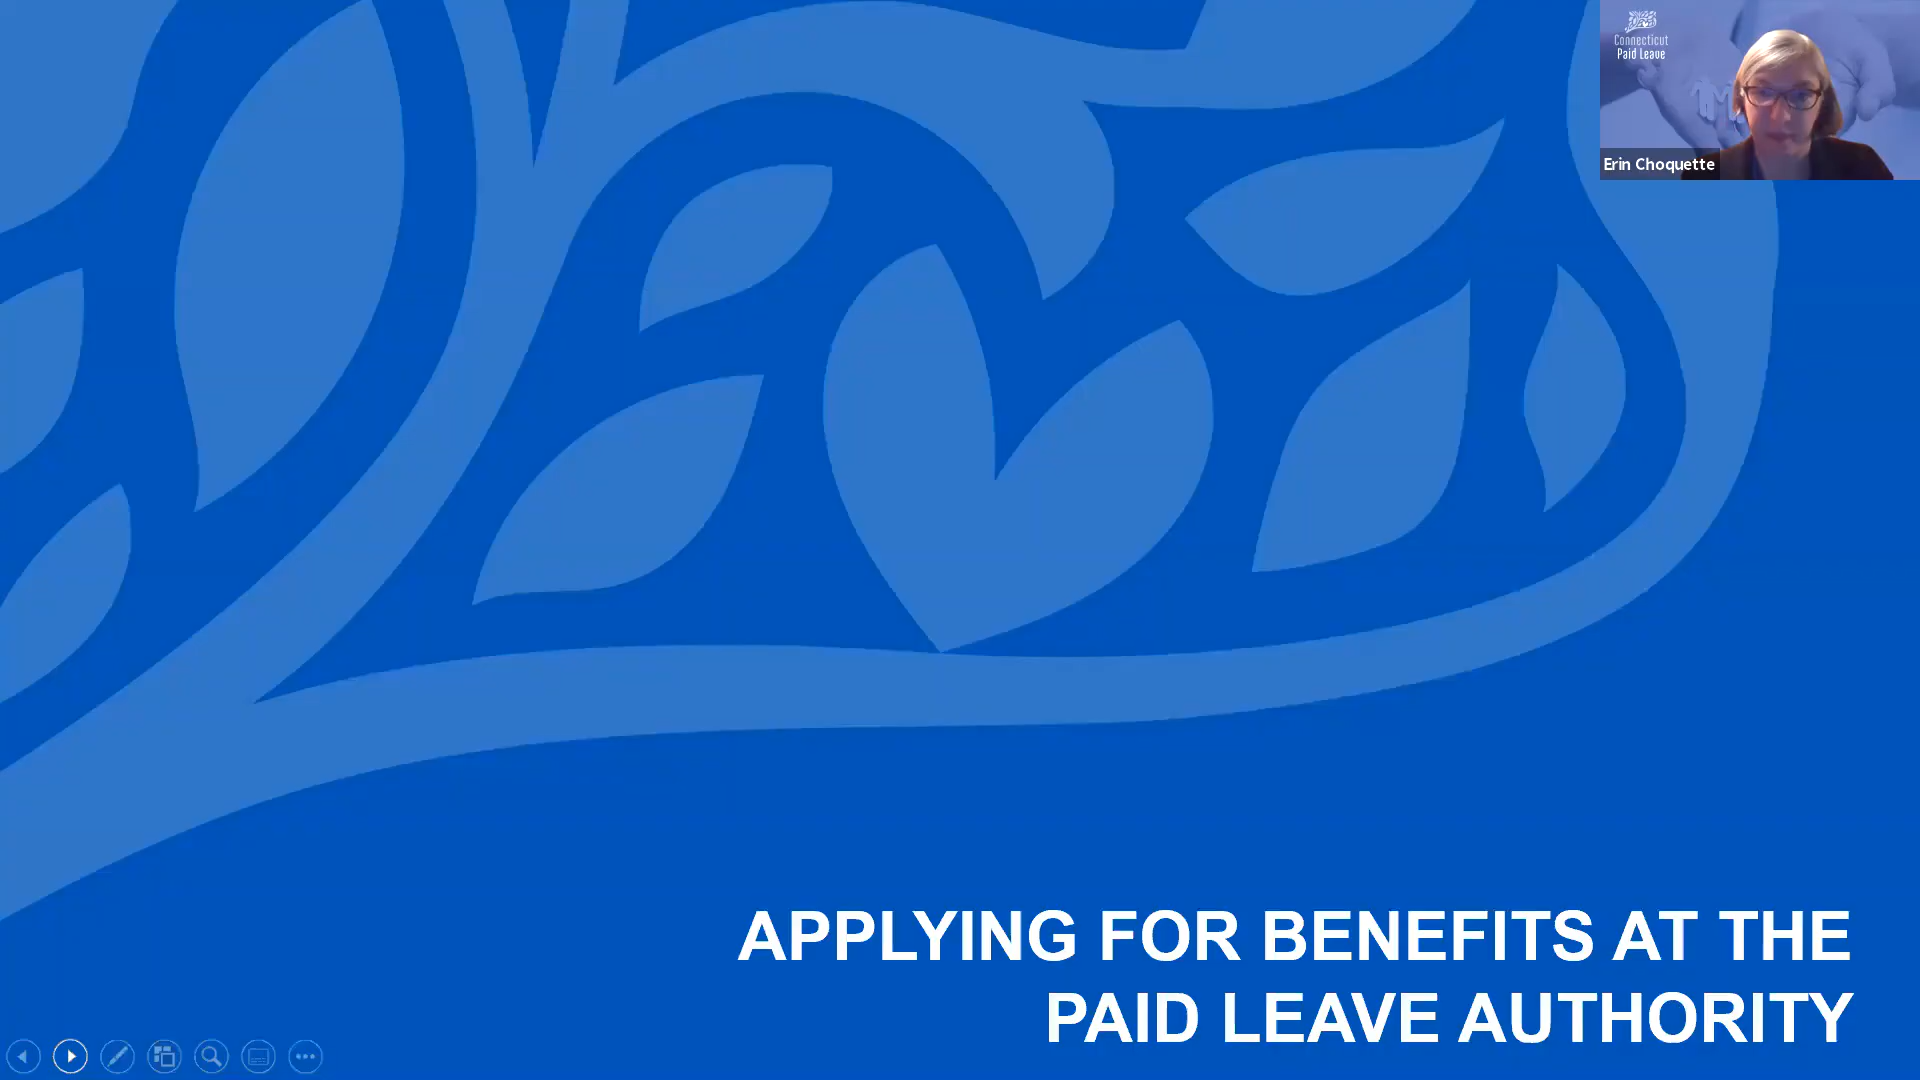 Connecticut
Paid Leave
Erin Choquette
APPLYING FOR BENEFITS AT THE
PAID LEAVE AUTHORITY